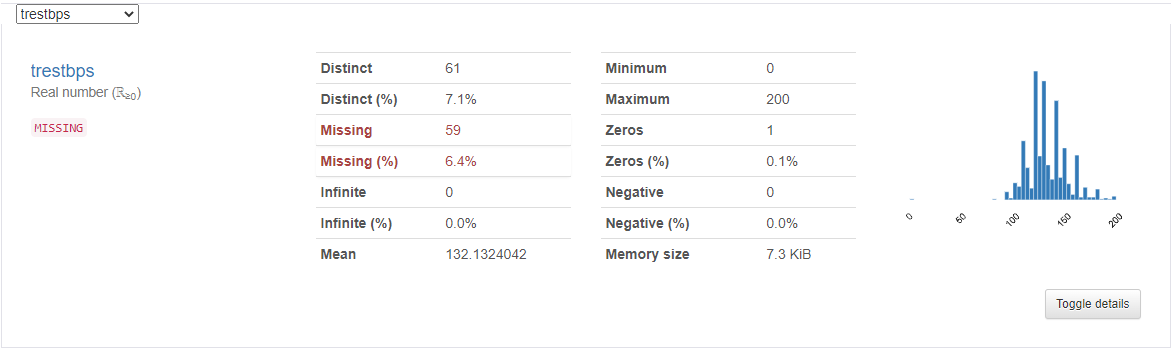 trestbps
trestbps
Real number (ℝ≥0)
MISSING
Distinct 61
Distinct (%) 7.1%
Missing 59
Missing (%) 6.4%
Infinite 0
Infinite (%) 0.0%
Mean 132.1324042
Minimum 0
Maximum 200
Zeros 1
Zeros (%) 0.1%
Negative 0
Negative (%) 0.0%
Memory size 7.3 KiB
0 50 100 150 200
Toggle details